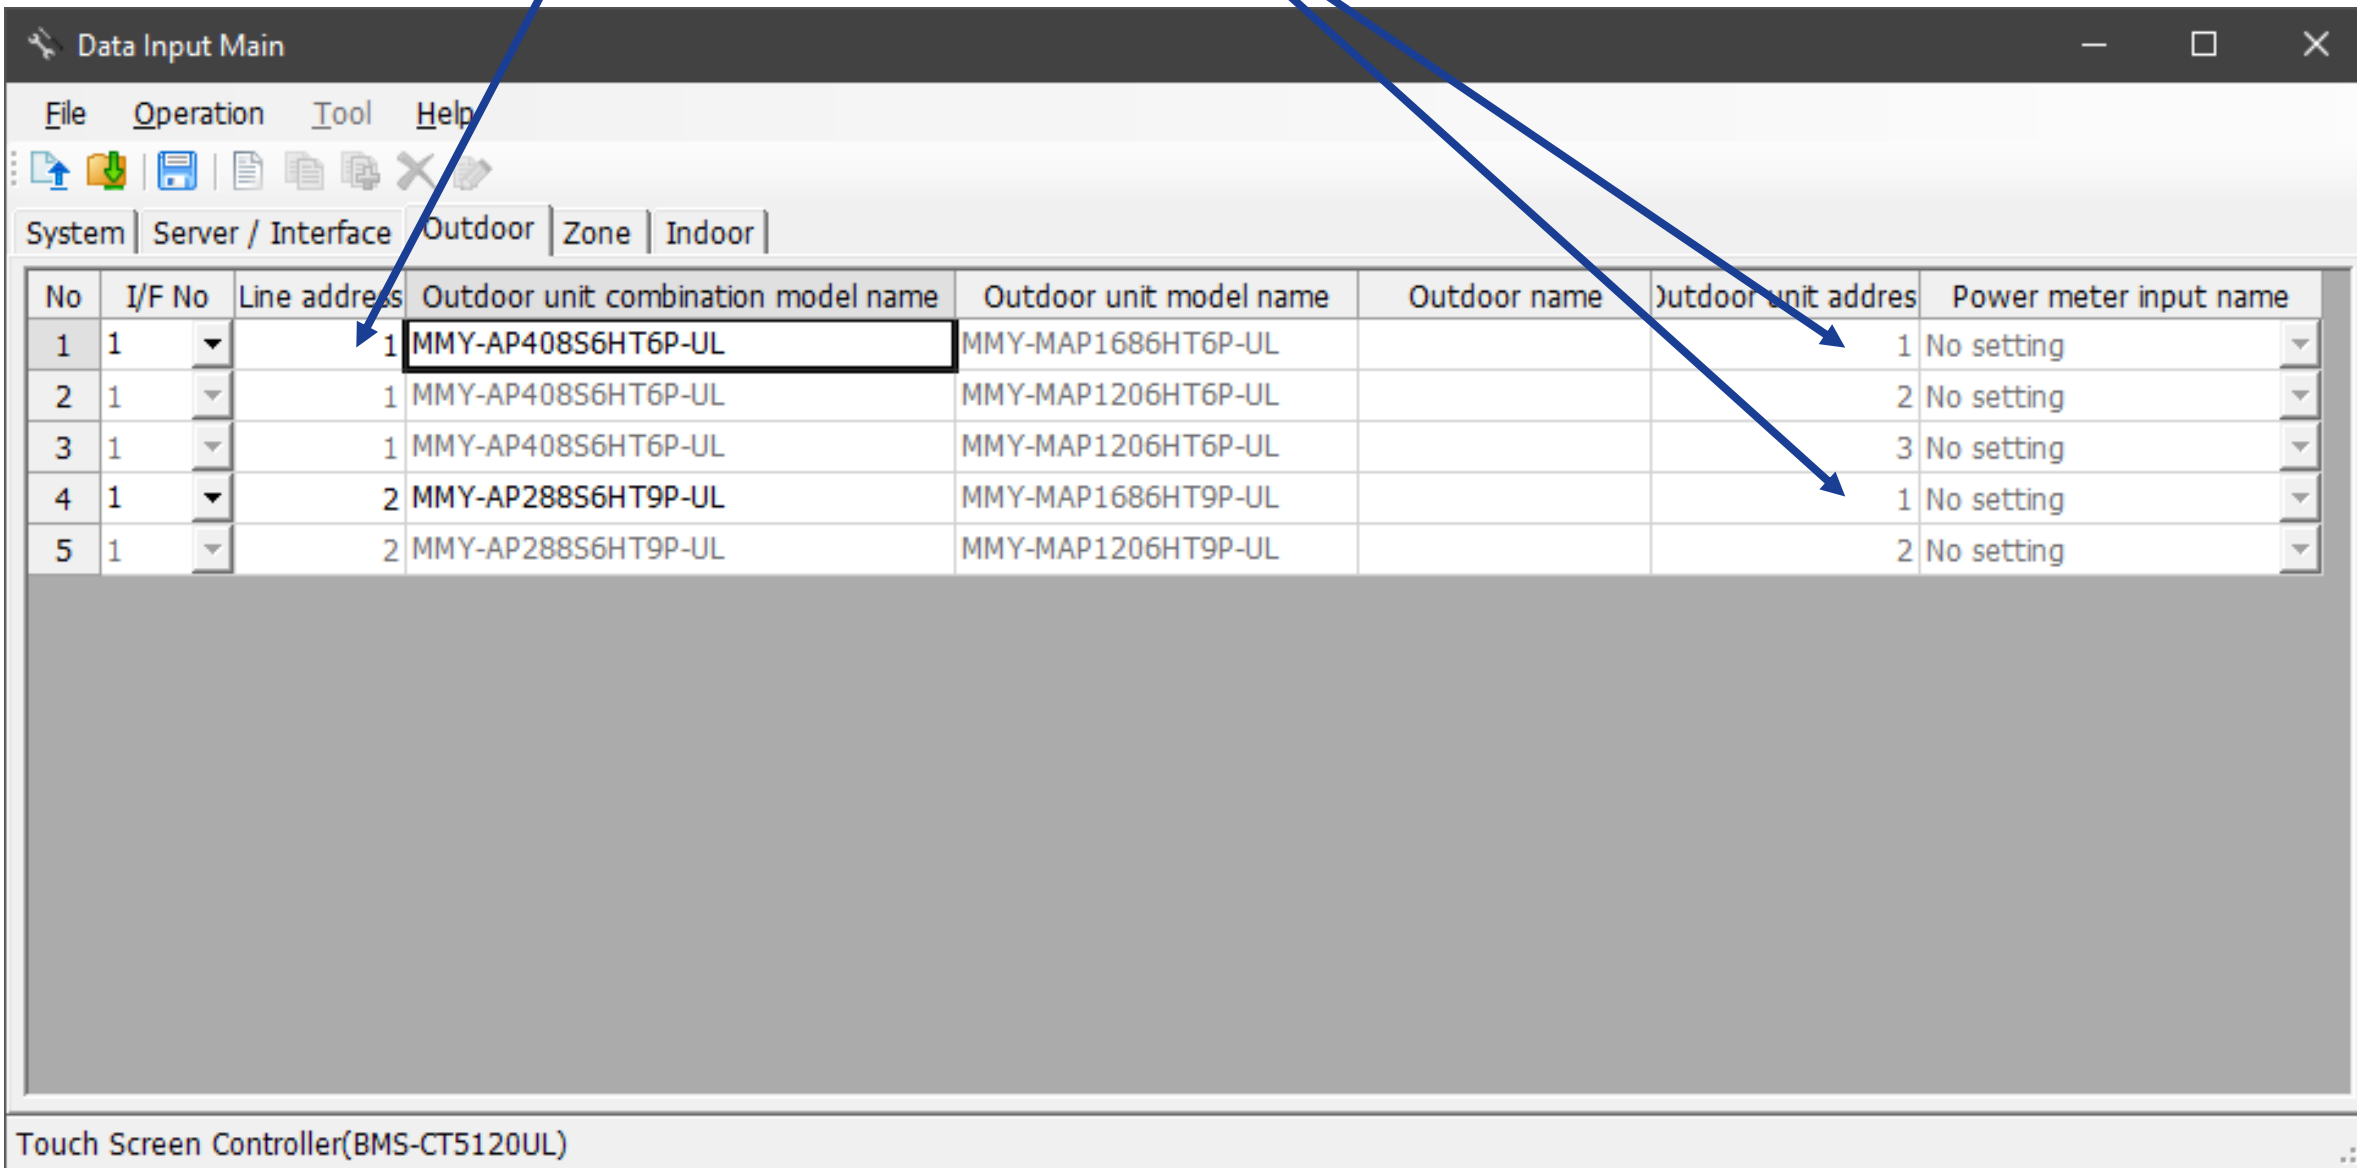 Data Input Main
File Operation Tool Help
System Server / Interface Outdoor Zone Indoor
No I/F No Line address Outdoor unit combination model name Outdoor unit model name Outdoor name Outdoor unit addres Power meter input name
1 1 1 MMY-AP408S6HT6P-UL MMY-MAP1686HT6P-UL 1 No setting
2 1 1 MMY-AP408S6HT6P-UL MMY-MAP1206HT6P-UL 2 No setting
3 1 1 MMY-AP408S6HT6P-UL MMY-MAP1206HT6P-UL 3 No setting
4 1 2 MMY-AP288S6HT9P-UL MMY-MAP1686HT9P-UL 1 No setting
5 1 2 MMY-AP288S6HT9P-UL MMY-MAP1206HT9P-UL 2 No setting
Touch Screen Controller(BMS-CT5120UL)